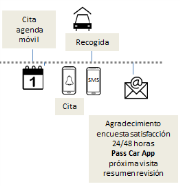 Cita
agenda
móvil
Recogida
1
SMS
Cita
Agradecimiento
encuesta satisfacción
24/48 horas
Pass Car App
próxima visita
resumen revisión